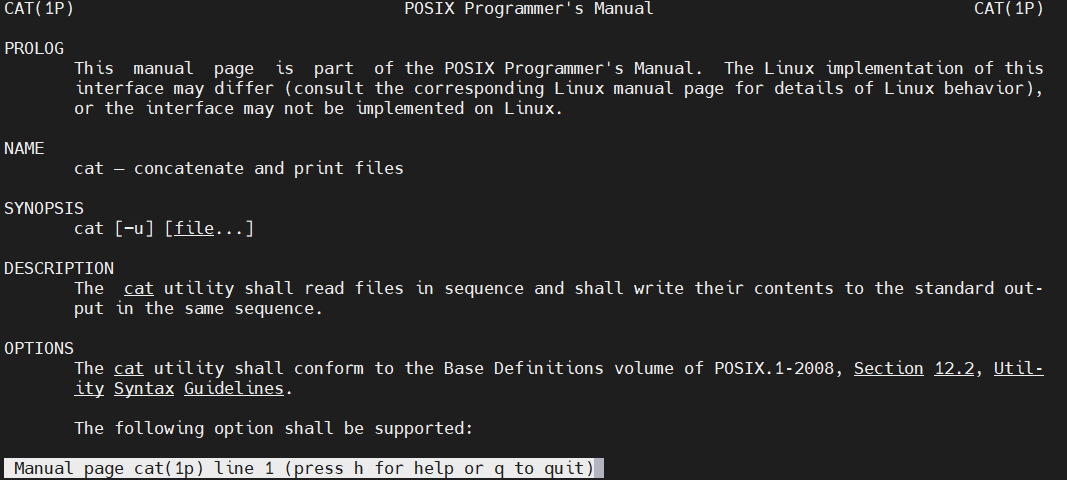 CAT(1P) POSIX Programmer's Manual CAT(1P)
PROLOG
This manual page is part of the POSIX Programmer's Manual. The Linux implementation of this
interface may differ (consult the corresponding Linux manual page for details of Linux behavior),
or the interface may not be implemented on Linux.
NAME
cat — concatenate and print files
SYNOPSIS
cat [−u] [file...]
DESCRIPTION
The cat utility shall read files in sequence and shall write their contents to the standard out‐
put in the same sequence.
OPTIONS
The cat utility shall conform to the Base Definitions volume of POSIX.1‐2008, Section 12.2, Util‐
ity Syntax Guidelines.
The following option shall be supported:
Manual page cat(1p) line 1 (press h for help or q to quit)